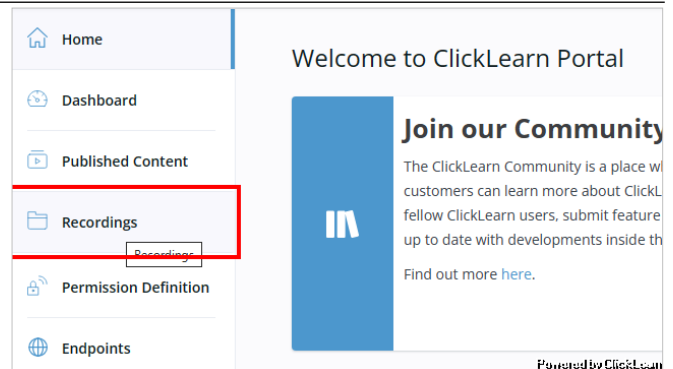 Home
Dashboard
Published Content
Recordings
Recordings
Permission Definition
Endpoints
Welcome to ClickLearn Portal
Join our Community
The ClickLearn Community is a place w
customers can learn more about ClickL
fellow ClickLearn users, submit feature
up to date with developments inside th
Find out more here.
Powered by ClickLearn